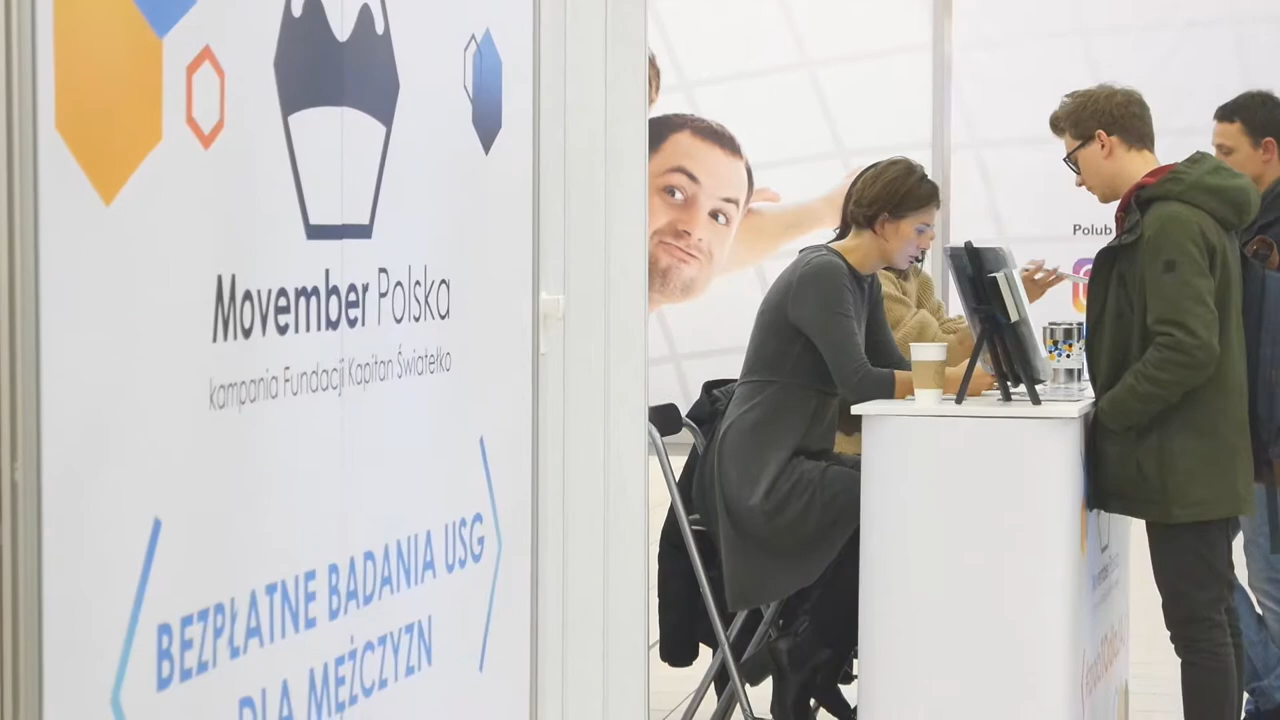 Movember Polska
kampania Fundacji Kapitan Światełko
BEZPŁATNE BADANIA USG
DLA MĘŻCZYZN
Polub